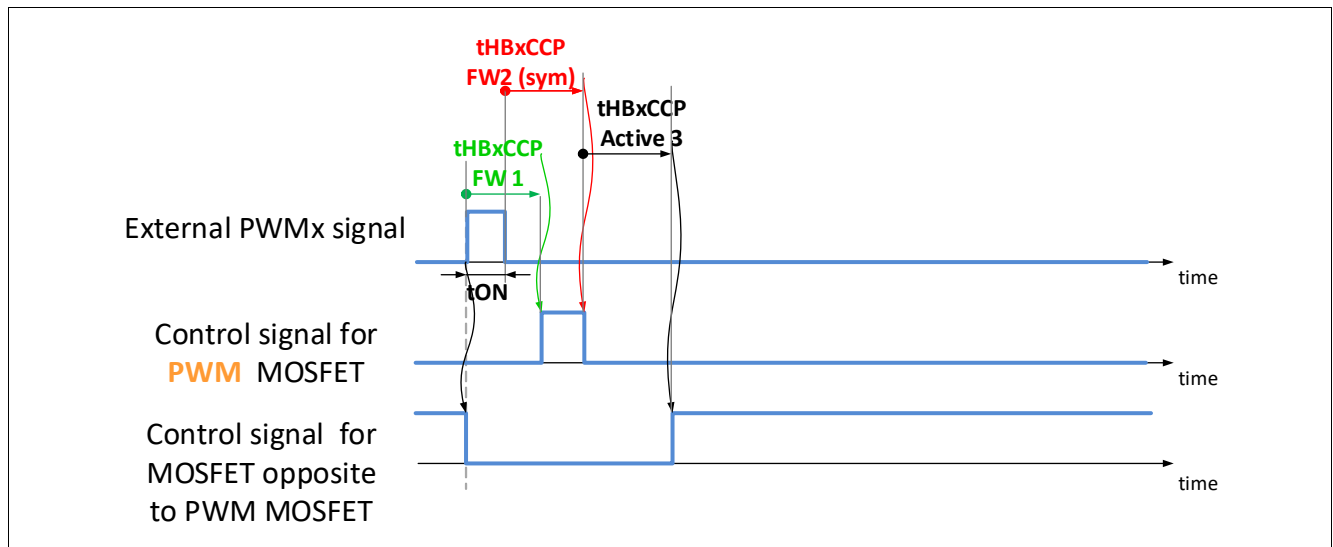 tHBxCCP
FW2 (sym)
tHBxCCP
Active 3
tHBxCCP
FW 1
External PWMx signal
time
tON
Control signal for
PWM MOSFET
time
Control signal for
MOSFET opposite
to PWM MOSFET
time